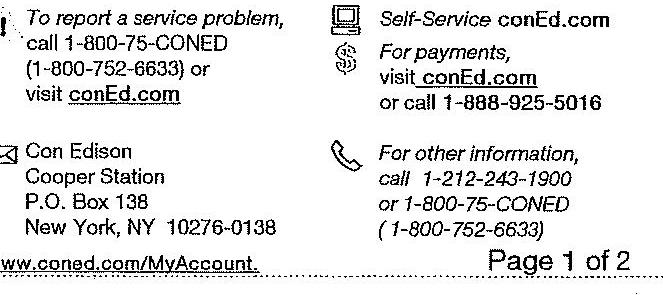 To report a service problem,
call 1-800-75-CONED
(1-800-752-6633) or
visit conEd.com
Self-Service conEd.com
For payments,
visit conEd.com
or call 1-888-925-5016
Con Edison
Cooper Station
P.O. Box 138
New York, NY 10276-0138
For other information,
call 1-212-243-1900
or 1-800-75-CONED
( 1-800-752-6633)
ww.coned.com/MyAccount.
Page 1 of 2